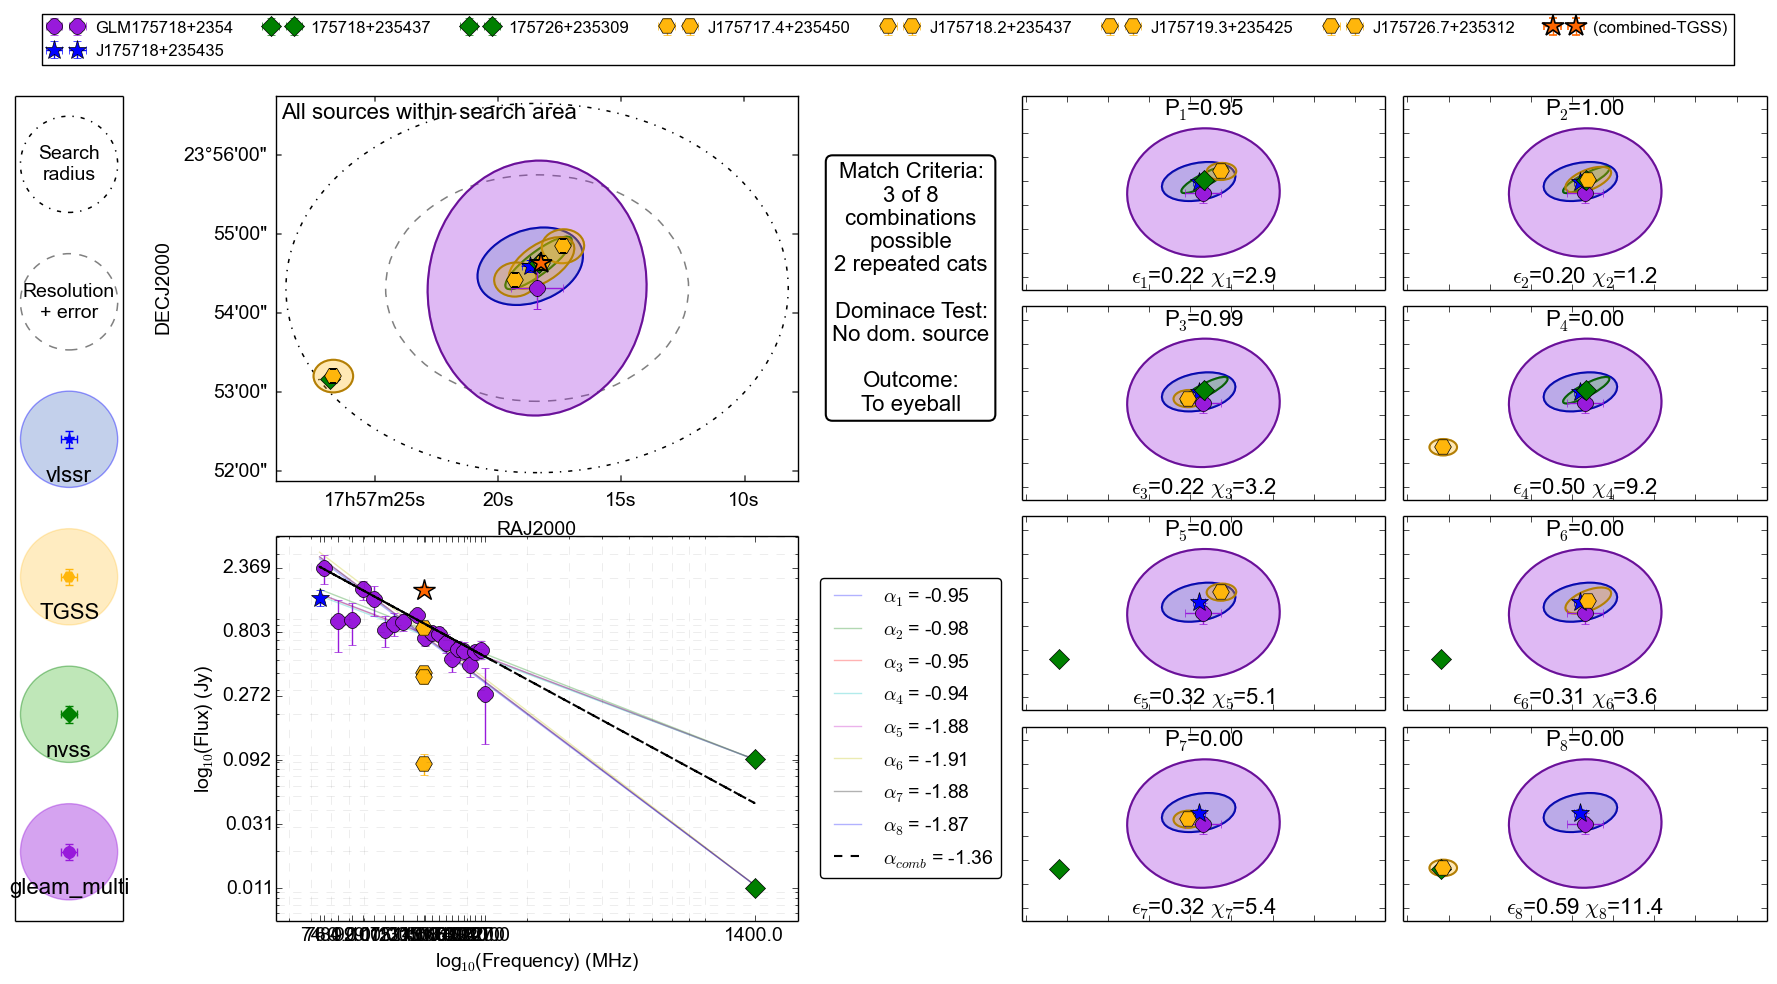 GLM175718+2354 175718+235437 175726+235309 J175717.4+235450 J175718.2+235437 J175719.3+235425 J175726.7+235312 (combined-TGSS)
J175718+235435
Search
radius
Resolution
+ error
vlssr
TGSS
nvss
gleam_multi
All sources within search area
DECJ2000
23°56'00"
55'00"
54'00"
53'00"
52'00"
17h57m25s 20s 15s 10s
RAJ2000
Match Criteria:
3 of 8
combinations
possible
2 repeated cats
Dominace Test:
No dom. source
Outcome:
To eyeball
log₁₀(Flux) (Jy)
2.369
0.803
0.272
0.092
0.031
0.011
1400.0
log₁₀(Frequency) (MHz)
α₁ = -0.95
α₂ = -0.98
α₃ = -0.95
α₄ = -0.94
α₅ = -1.88
α₆ = -1.91
α₇ = -1.88
α₈ = -1.87
α_comb = -1.36
P₁=0.95
ϵ₁=0.22 χ₁=2.9
P₂=1.00
ϵ₂=0.20 χ₂=1.2
P₃=0.99
ϵ₃=0.22 χ₃=3.2
P₄=0.00
ϵ₄=0.50 χ₄=9.2
P₅=0.00
ϵ₅=0.32 χ₅=5.1
P₆=0.00
ϵ₆=0.31 χ₆=3.6
P₇=0.00
ϵ₇=0.32 χ₇=5.4
P₈=0.00
ϵ₈=0.59 χ₈=11.4